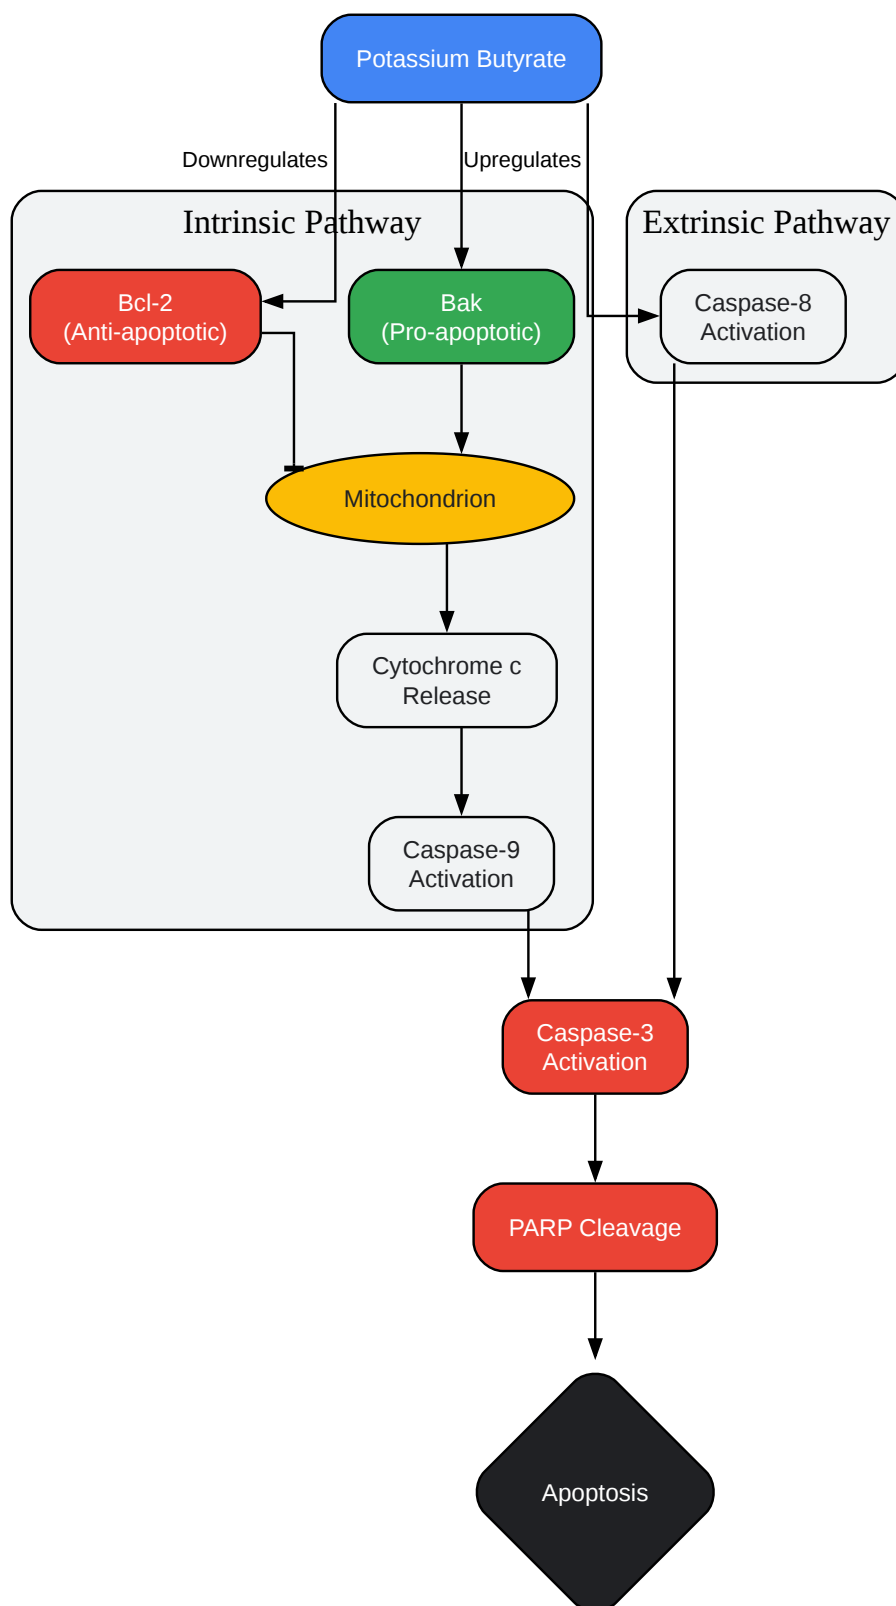 Potassium Butyrate
Downregulates
Upregulates
Intrinsic Pathway
Extrinsic Pathway
Bcl-2
(Anti-apoptotic)
Bak
(Pro-apoptotic)
Caspase-8
Activation
Mitochondrion
Cytochrome c
Release
Caspase-9
Activation
Caspase-3
Activation
PARP Cleavage
Apoptosis